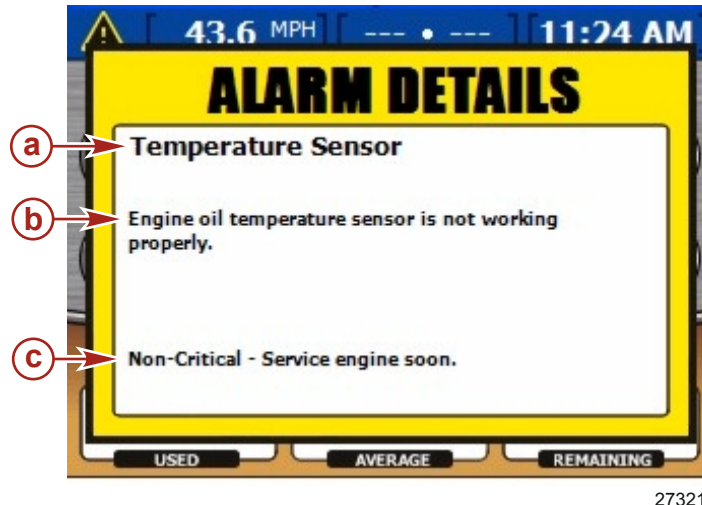 43.6 MPH --- • --- 11:24 AM
ALARM DETAILS
a Temperature Sensor
b Engine oil temperature sensor is not working
properly.
c Non-Critical - Service engine soon.
USED AVERAGE REMAINING
27321